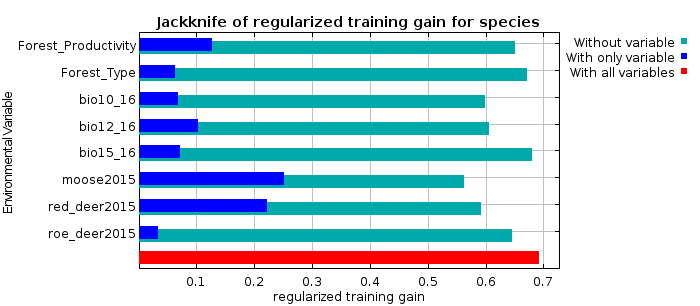 Jackknife of regularized training gain for species
Environmental Variable
Forest_Productivity
Forest_Type
bio10_16
bio12_16
bio15_16
moose2015
red_deer2015
roe_deer2015
Without variable
With only variable
With all variables
0.1 0.2 0.3 0.4 0.5 0.6 0.7
regularized training gain